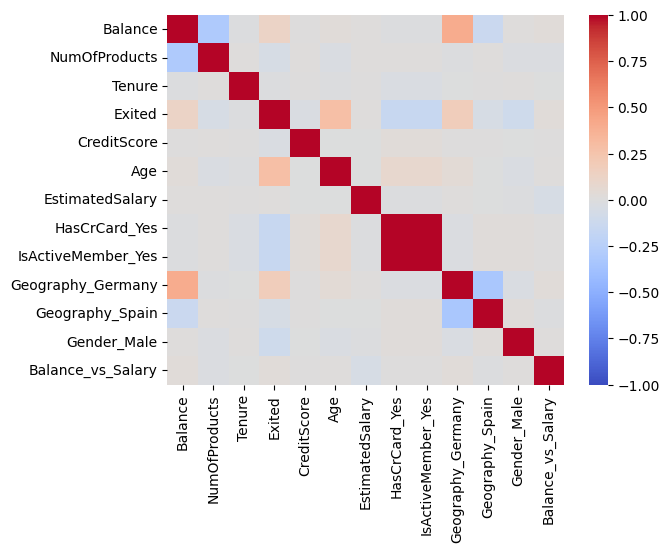 Balance
NumOfProducts
Tenure
Exited
CreditScore
Age
EstimatedSalary
HasCrCard_Yes
IsActiveMember_Yes
Geography_Germany
Geography_Spain
Gender_Male
Balance_vs_Salary
Balance
NumOfProducts
Tenure
Exited
CreditScore
Age
EstimatedSalary
HasCrCard_Yes
IsActiveMember_Yes
Geography_Germany
Geography_Spain
Gender_Male
Balance_vs_Salary
1.00
0.75
0.50
0.25
0.00
−0.25
−0.50
−0.75
−1.00